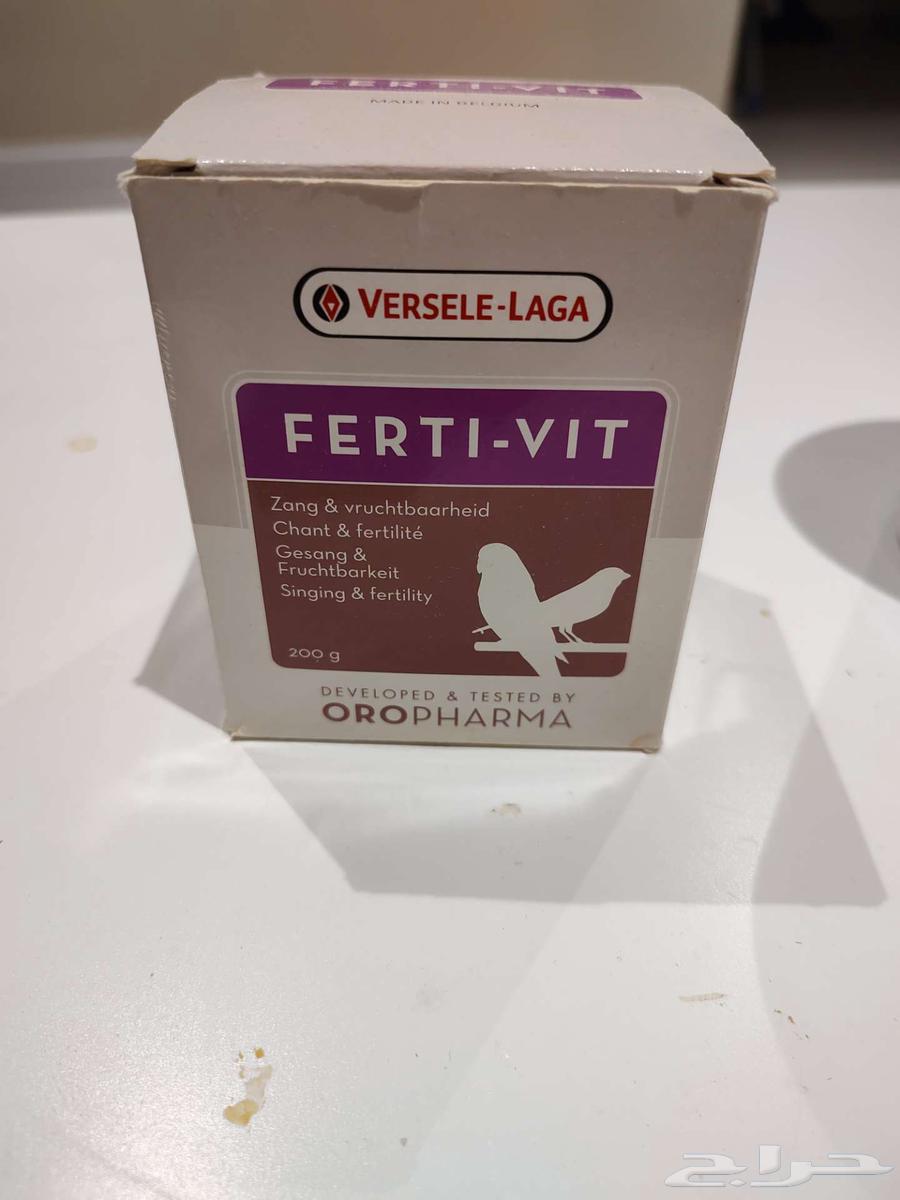 FERTI-VIT
MADE IN BELGIUM
VERSELE-LAGA
FERTI-VIT
Zang & vruchtbaarheid
Chant & fertilité
Gesang &
Fruchtbarkeit
Singing & fertility
200 g
DEVELOPED & TESTED BY
OROPHARMA
حراج